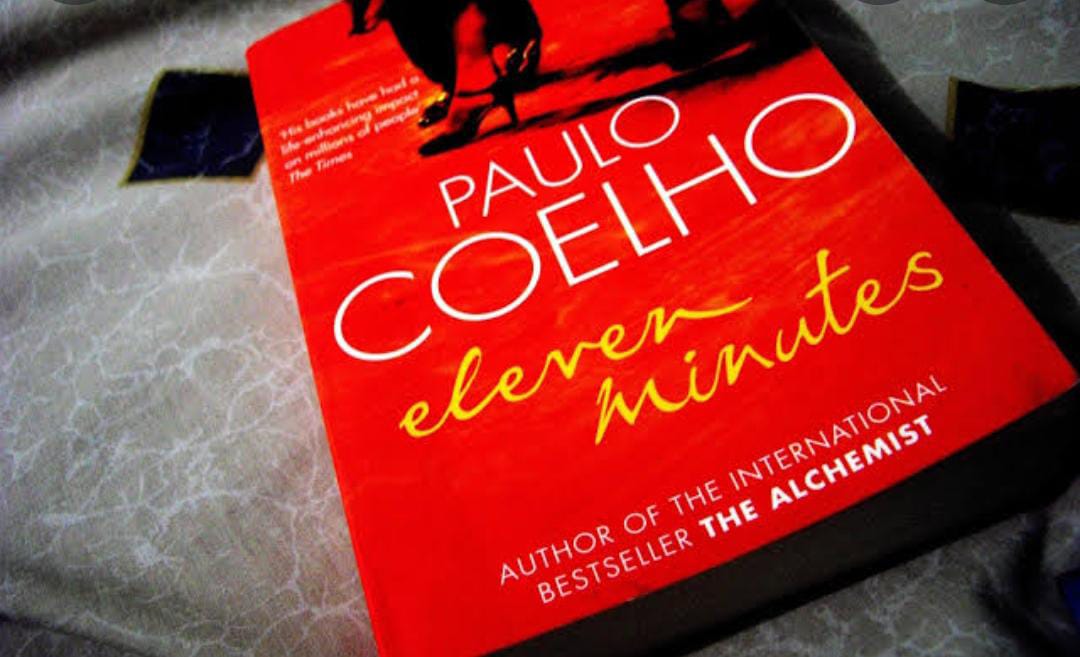 'His books have had a
life-enhancing impact
on millions of people'
The Times
PAULO
COELHO
eleven
minutes
AUTHOR OF THE INTERNATIONAL
BESTSELLER THE ALCHEMIST